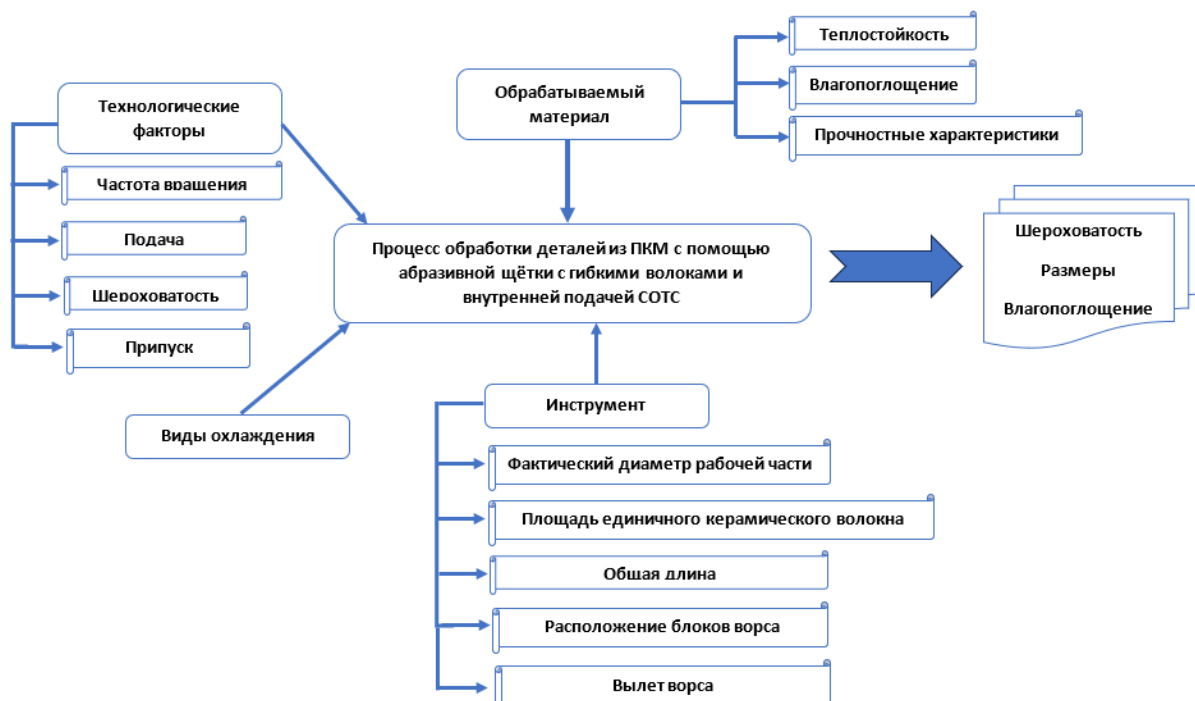 Технологические
факторы
Частота вращения
Подача
Шероховатость
Припуск
Виды охлаждения
Обрабатываемый
материал
Теплостойкость
Влагопоглощение
Прочностные характеристики
Процесс обработки деталей из ПКМ с помощью
абразивной щётки с гибкими волоками и
внутренней подачей СОТС
Шероховатость
Размеры
Влагопоглощение
Инструмент
Фактический диаметр рабочей части
Площадь единичного керамического волокна
Общая длина
Расположение блоков ворса
Вылет ворса